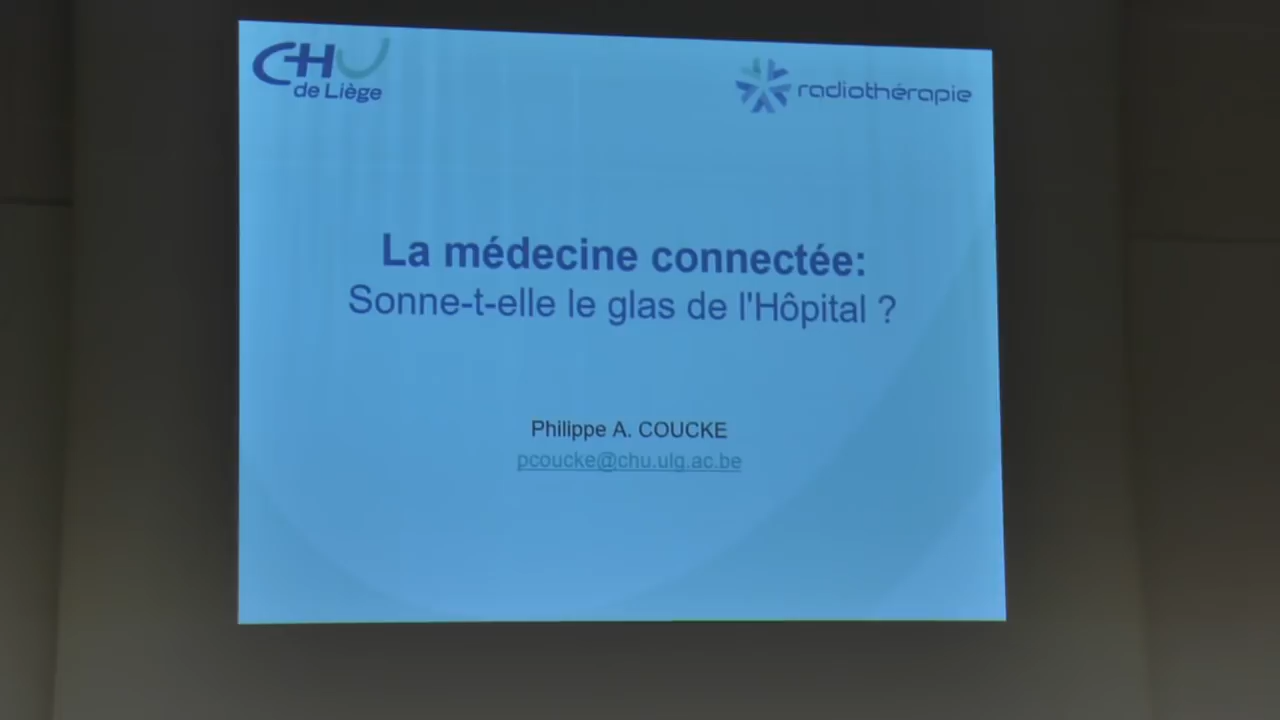 CHU
de Liège
radiothérapie
La médecine connectée:
Sonne-t-elle le glas de l'Hôpital ?
Philippe A. COUCKE
pcoucke@chu.ulg.ac.be